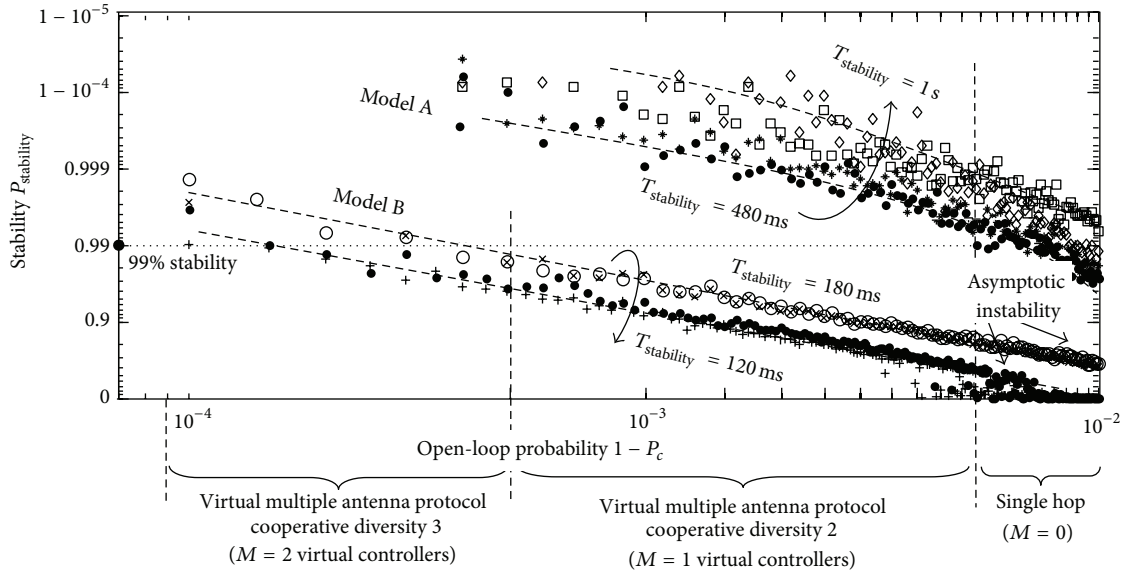 1 − 10^-5
1 − 10^-4
0.999
0.99
0.9
0
Stability P_stability
Model A
Model B
T_stability = 1 s
T_stability = 480 ms
T_stability = 180 ms
T_stability = 120 ms
99% stability
Asymptotic
instability
10^-4
10^-3
10^-2
Open-loop probability 1 − P_c
Virtual multiple antenna protocol
cooperative diversity 3
(M = 2 virtual controllers)
Virtual multiple antenna protocol
cooperative diversity 2
(M = 1 virtual controllers)
Single hop
(M = 0)